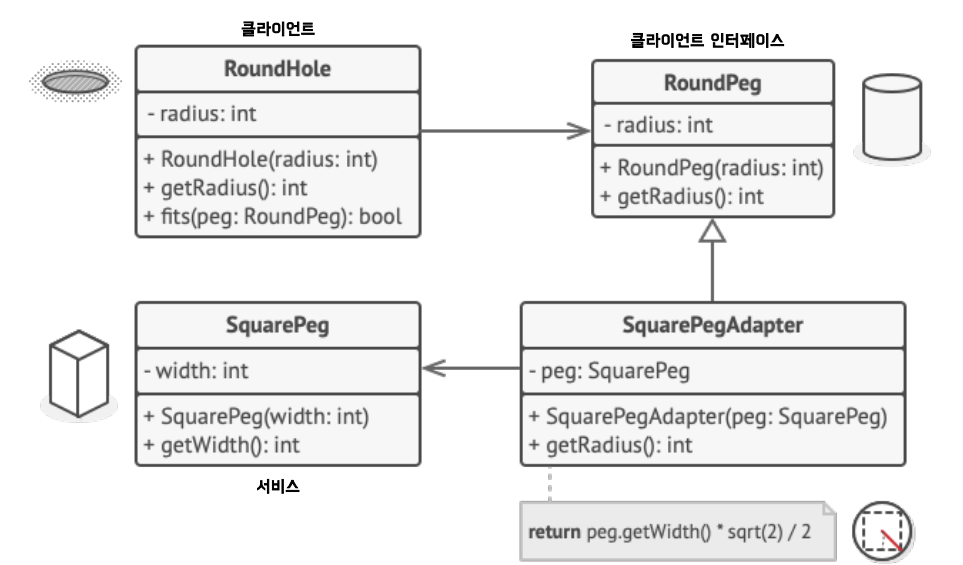 클라이언트
RoundHole
- radius: int
+ RoundHole(radius: int)
+ getRadius(): int
+ fits(peg: RoundPeg): bool
클라이언트 인터페이스
RoundPeg
- radius: int
+ RoundPeg(radius: int)
+ getRadius(): int
SquarePeg
- width: int
+ SquarePeg(width: int)
+ getWidth(): int
서비스
SquarePegAdapter
- peg: SquarePeg
+ SquarePegAdapter(peg: SquarePeg)
+ getRadius(): int
return peg.getWidth() * sqrt(2) / 2